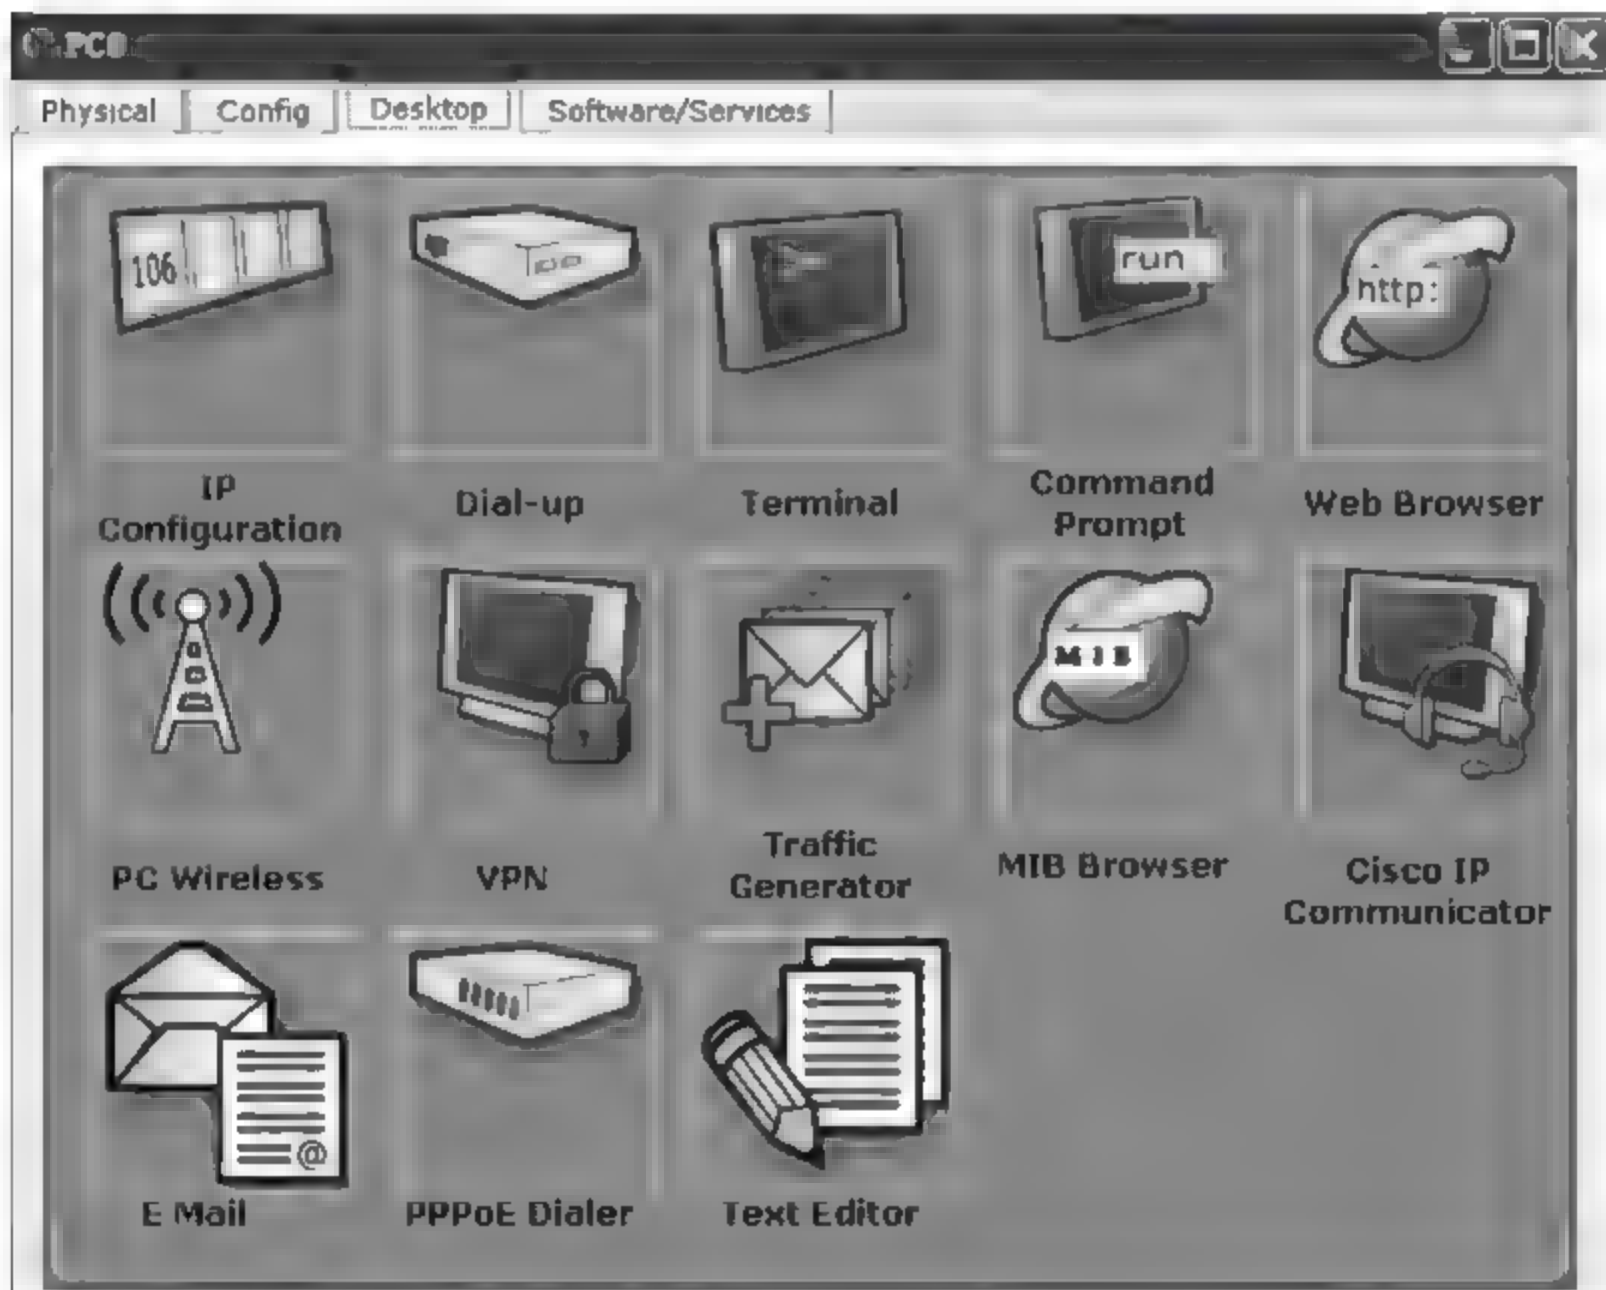 Physical Config Desktop Software/Services
106
run
http:
IP
Configuration
Dial-up
Terminal
Command
Prompt
Web Browser
MIB
PC Wireless
VPN
Traffic
Generator
MIB Browser
Cisco IP
Communicator
@
E Mail
PPPoE Dialer
Text Editor